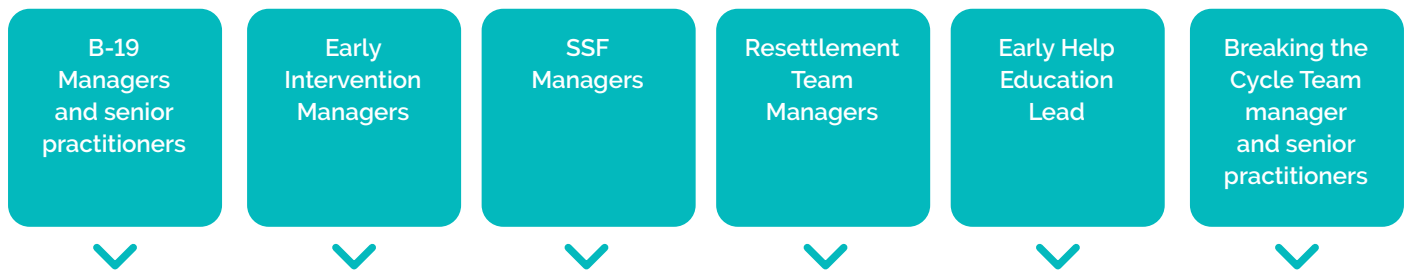 B-19
Managers
and senior
practitioners
Early
Intervention
Managers
SSF
Managers
Resettlement
Team
Managers
Early Help
Education
Lead
Breaking the
Cycle Team
manager
and senior
practitioners